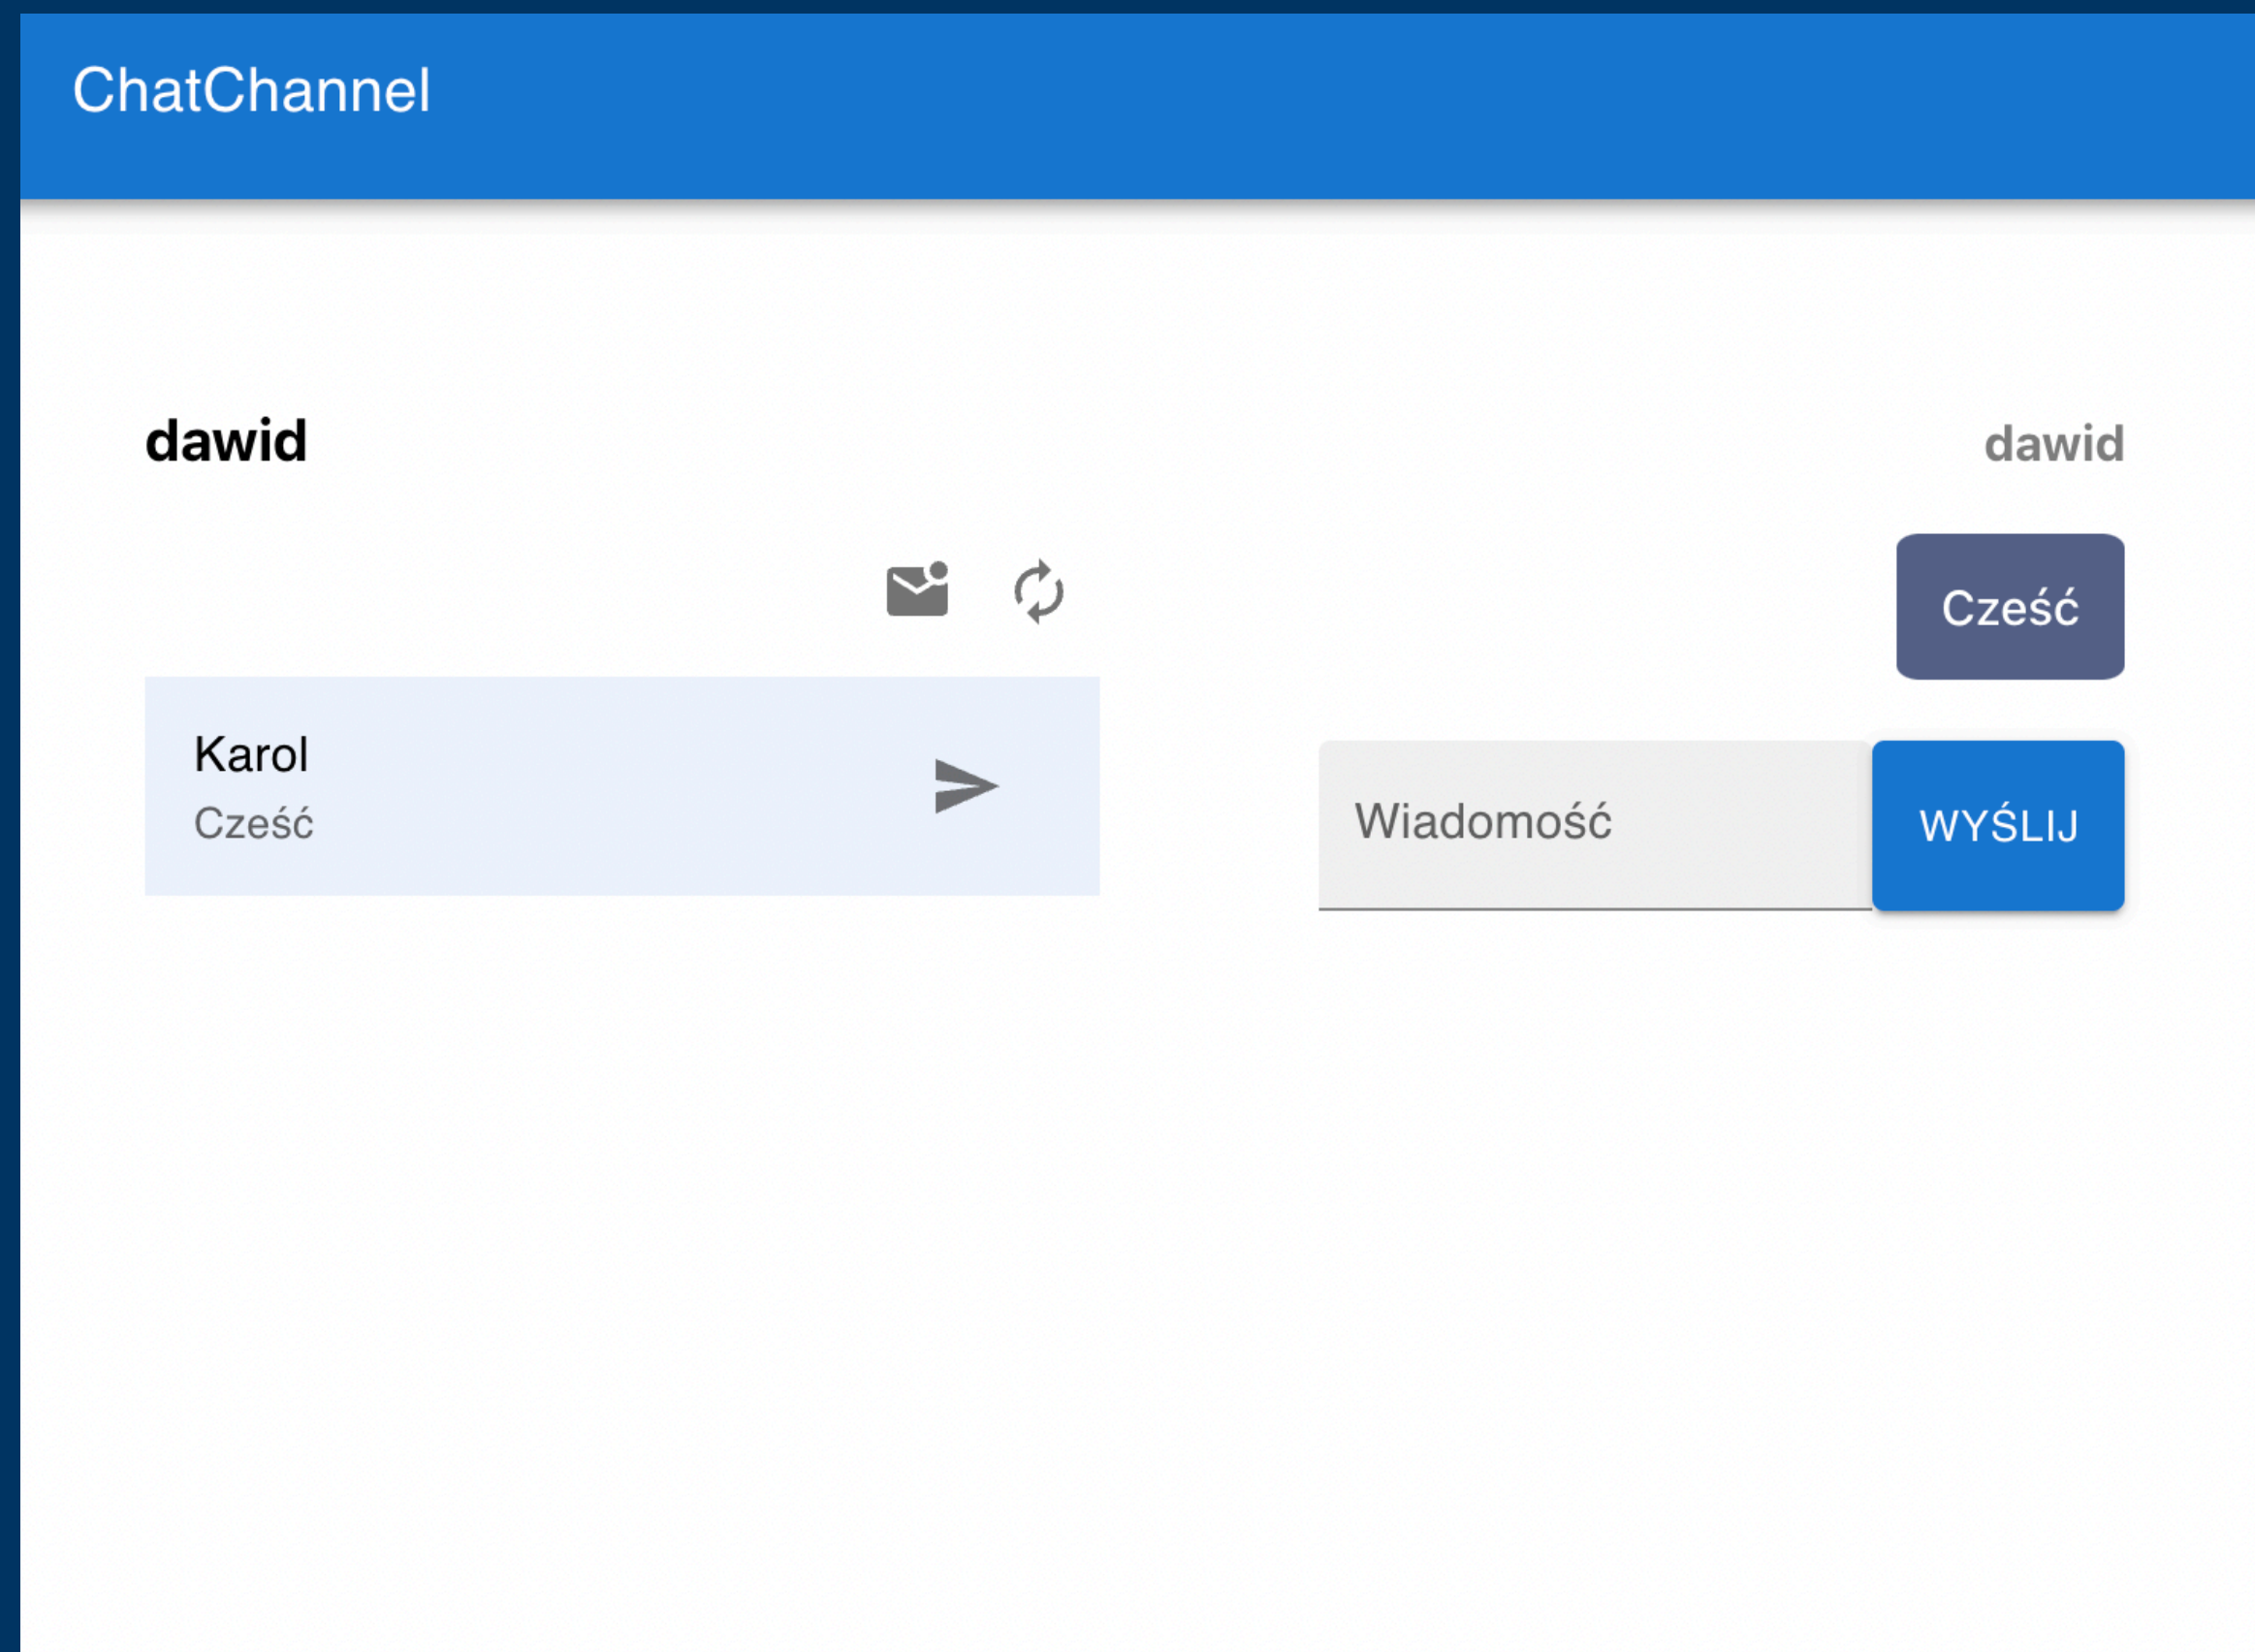 ChatChannel
dawid
Karol
Cześć
dawid
Cześć
Wiadomość
WYŚLIJ